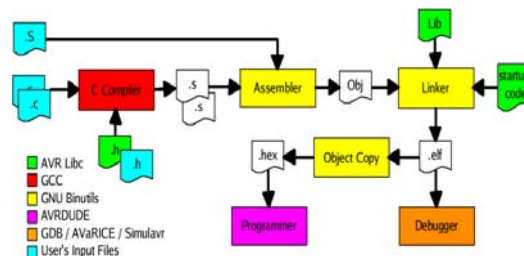 .S
Lib
.c
C Compiler
.s
.s
Assembler
Obj
Linker
startup
code
.h
.h
.hex
Object Copy
.elf
Programmer
Debugger
AVR Libc
GCC
GNU Binutils
AVRDUDE
GDB / AVaRICE / Simulavr
User's Input Files